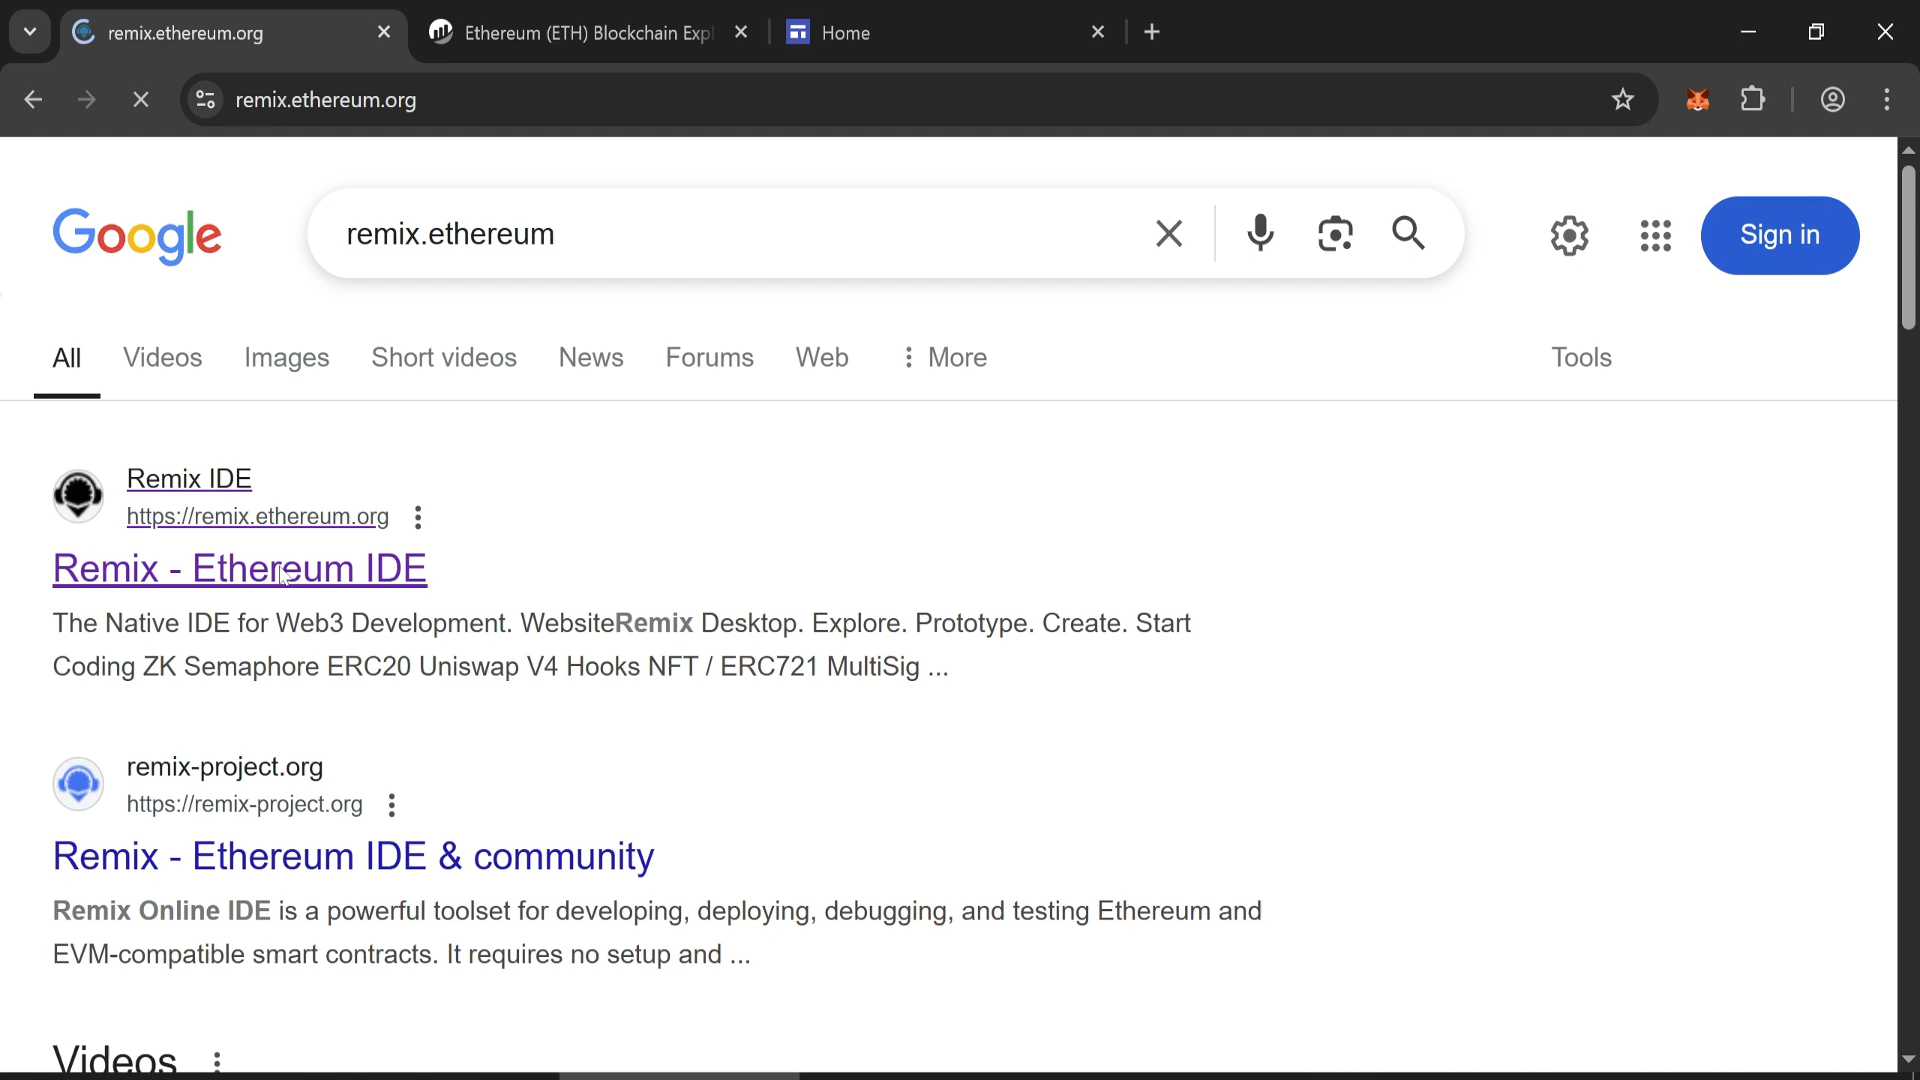 remix.ethereum.org
Ethereum (ETH) Blockchain Expl
Home
remix.ethereum.org
Google
remix.ethereum
Sign in
All
Videos
Images
Short videos
News
Forums
Web
More
Tools
Remix IDE
https://remix.ethereum.org
Remix - Ethereum IDE
The Native IDE for Web3 Development. WebsiteRemix Desktop. Explore. Prototype. Create. Start
Coding ZK Semaphore ERC20 Uniswap V4 Hooks NFT / ERC721 MultiSig ...
remix-project.org
https://remix-project.org
Remix - Ethereum IDE & community
Remix Online IDE is a powerful toolset for developing, deploying, debugging, and testing Ethereum and
EVM-compatible smart contracts. It requires no setup and ...
Videos